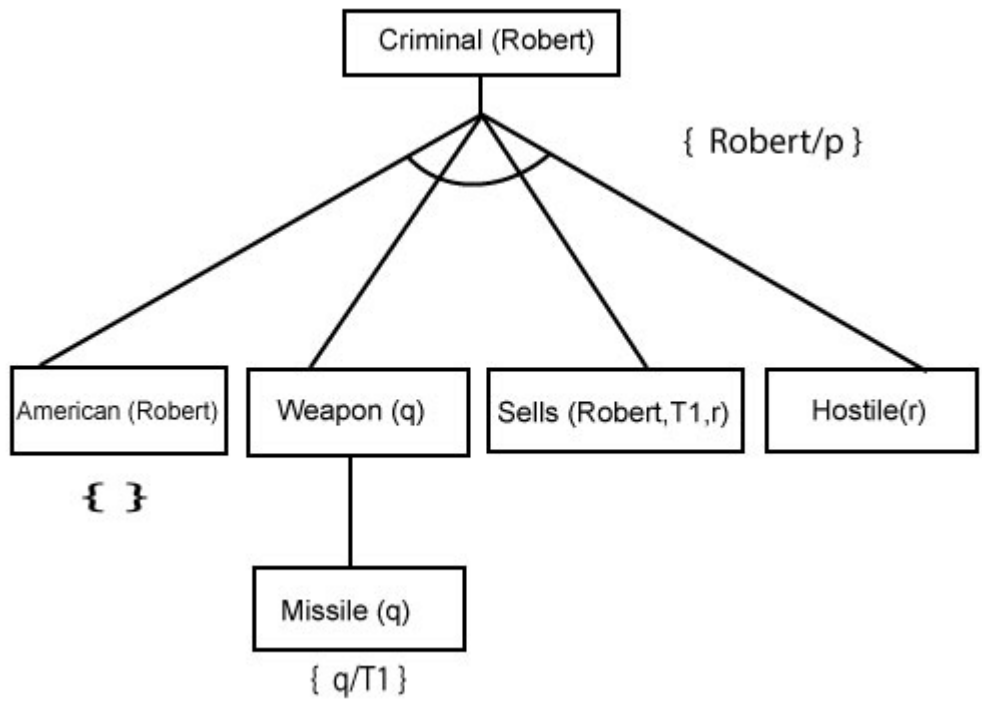 Criminal (Robert)
{ Robert/p }
American (Robert)
Weapon (q)
Sells (Robert,T1,r)
Hostile(r)
{ }
Missile (q)
{ q/T1 }